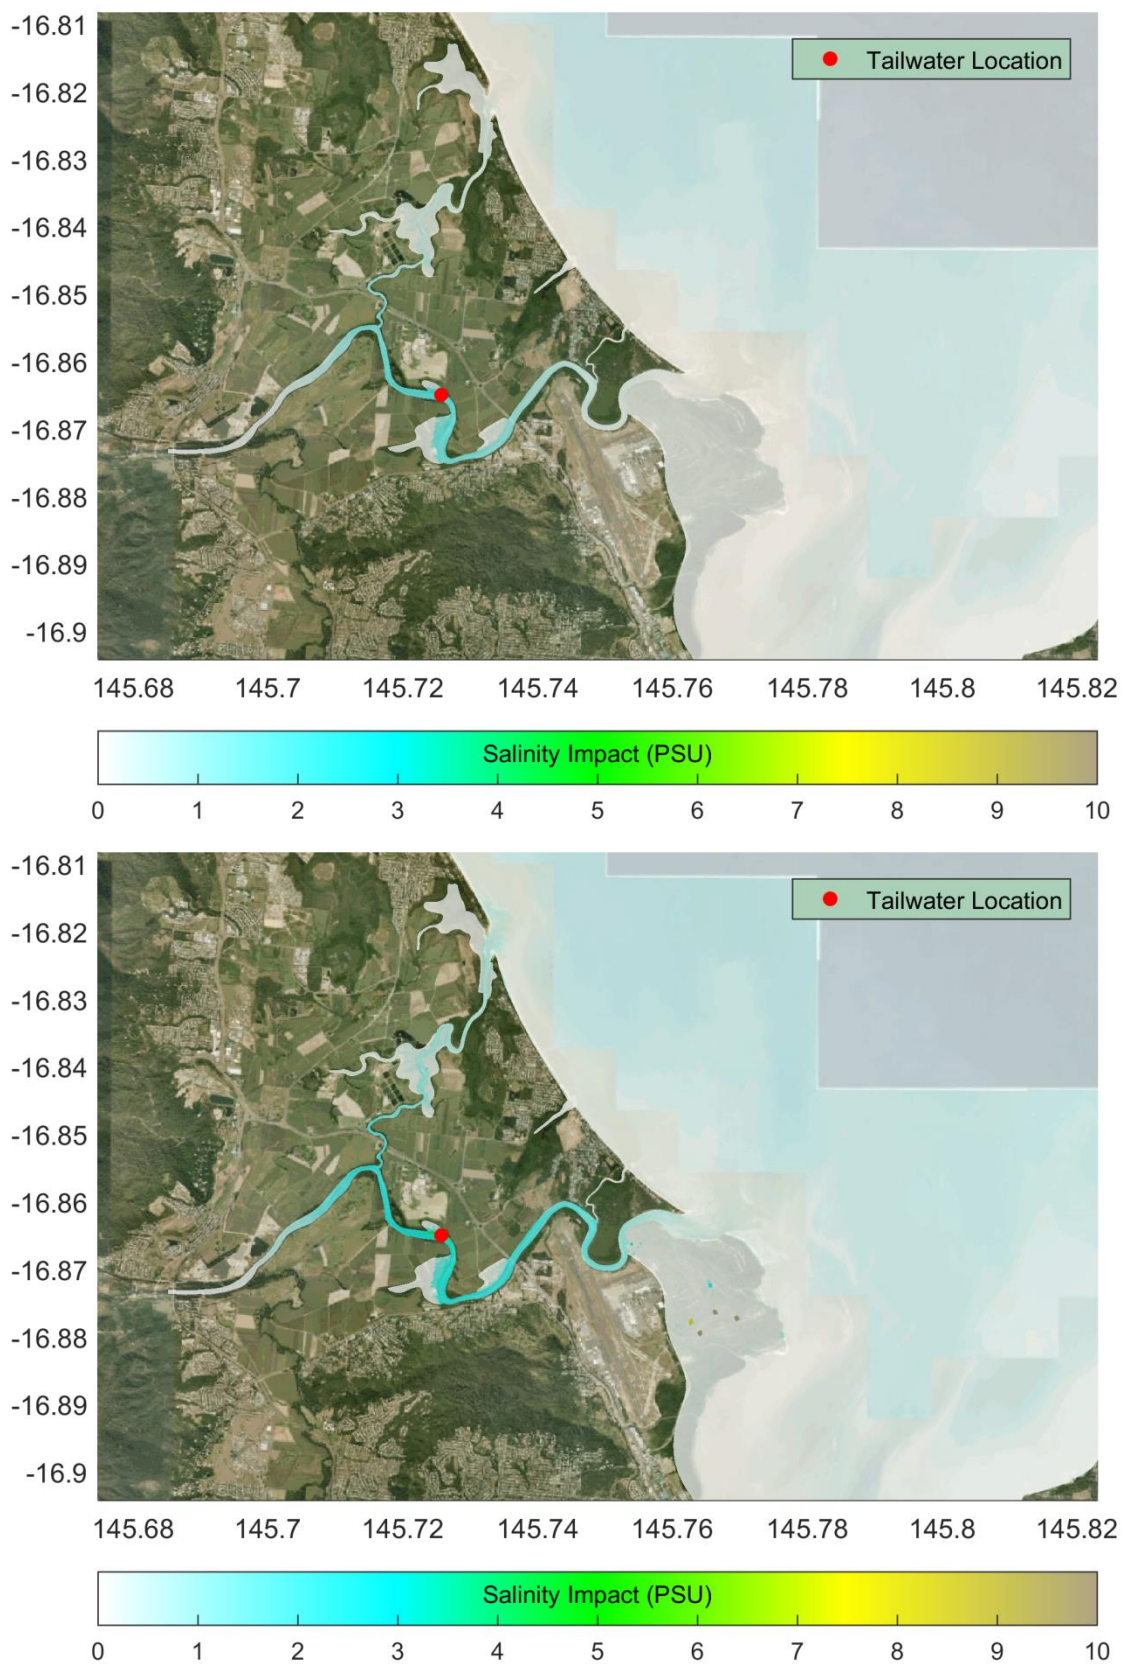 -16.81
Tailwater Location
-16.82
-16.83
-16.84
-16.85
-16.86
-16.87
-16.88
-16.89
-16.9
145.68 145.7 145.72 145.74 145.76 145.78 145.8 145.82
Salinity Impact (PSU)
0 1 2 3 4 5 6 7 8 9 10
-16.81
Tailwater Location
-16.82
-16.83
-16.84
-16.85
-16.86
-16.87
-16.88
-16.89
-16.9
145.68 145.7 145.72 145.74 145.76 145.78 145.8 145.82
Salinity Impact (PSU)
0 1 2 3 4 5 6 7 8 9 10